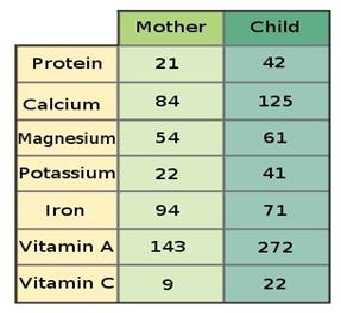 Mother Child
Protein 21 42
Calcium 84 125
Magnesium 54 61
Potassium 22 41
Iron 94 71
Vitamin A 143 272
Vitamin C 9 22